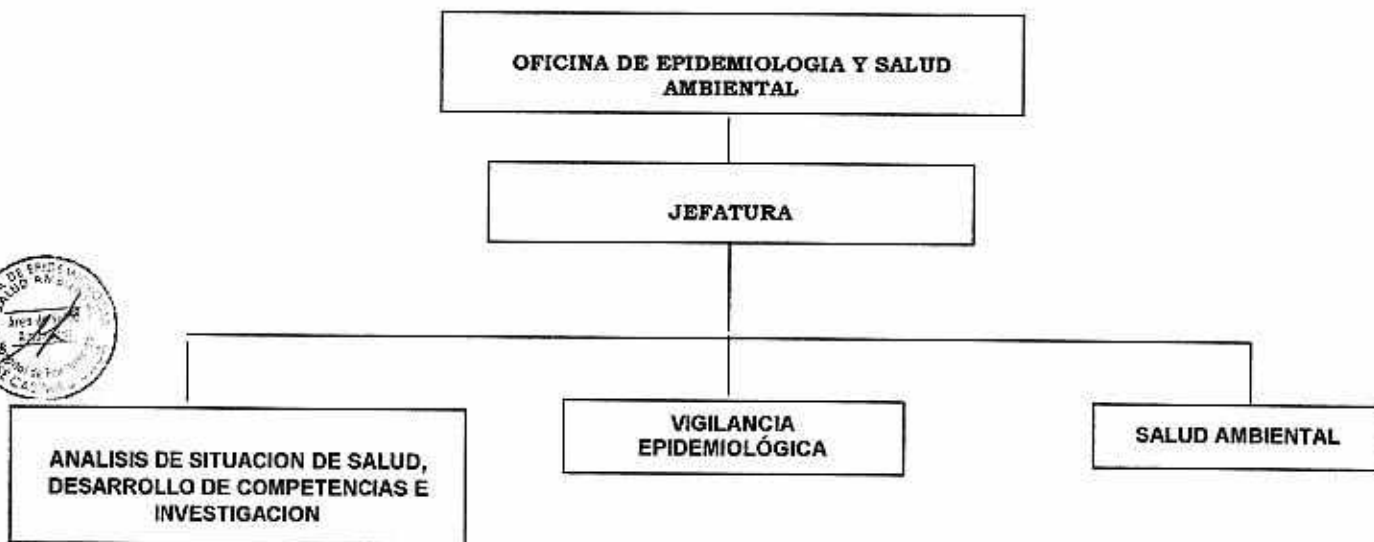 OFICINA DE EPIDEMIOLOGIA Y SALUD
AMBIENTAL
JEFATURA
ANALISIS DE SITUACION DE SALUD,
DESARROLLO DE COMPETENCIAS E
INVESTIGACION
VIGILANCIA
EPIDEMIOLÓGICA
SALUD AMBIENTAL